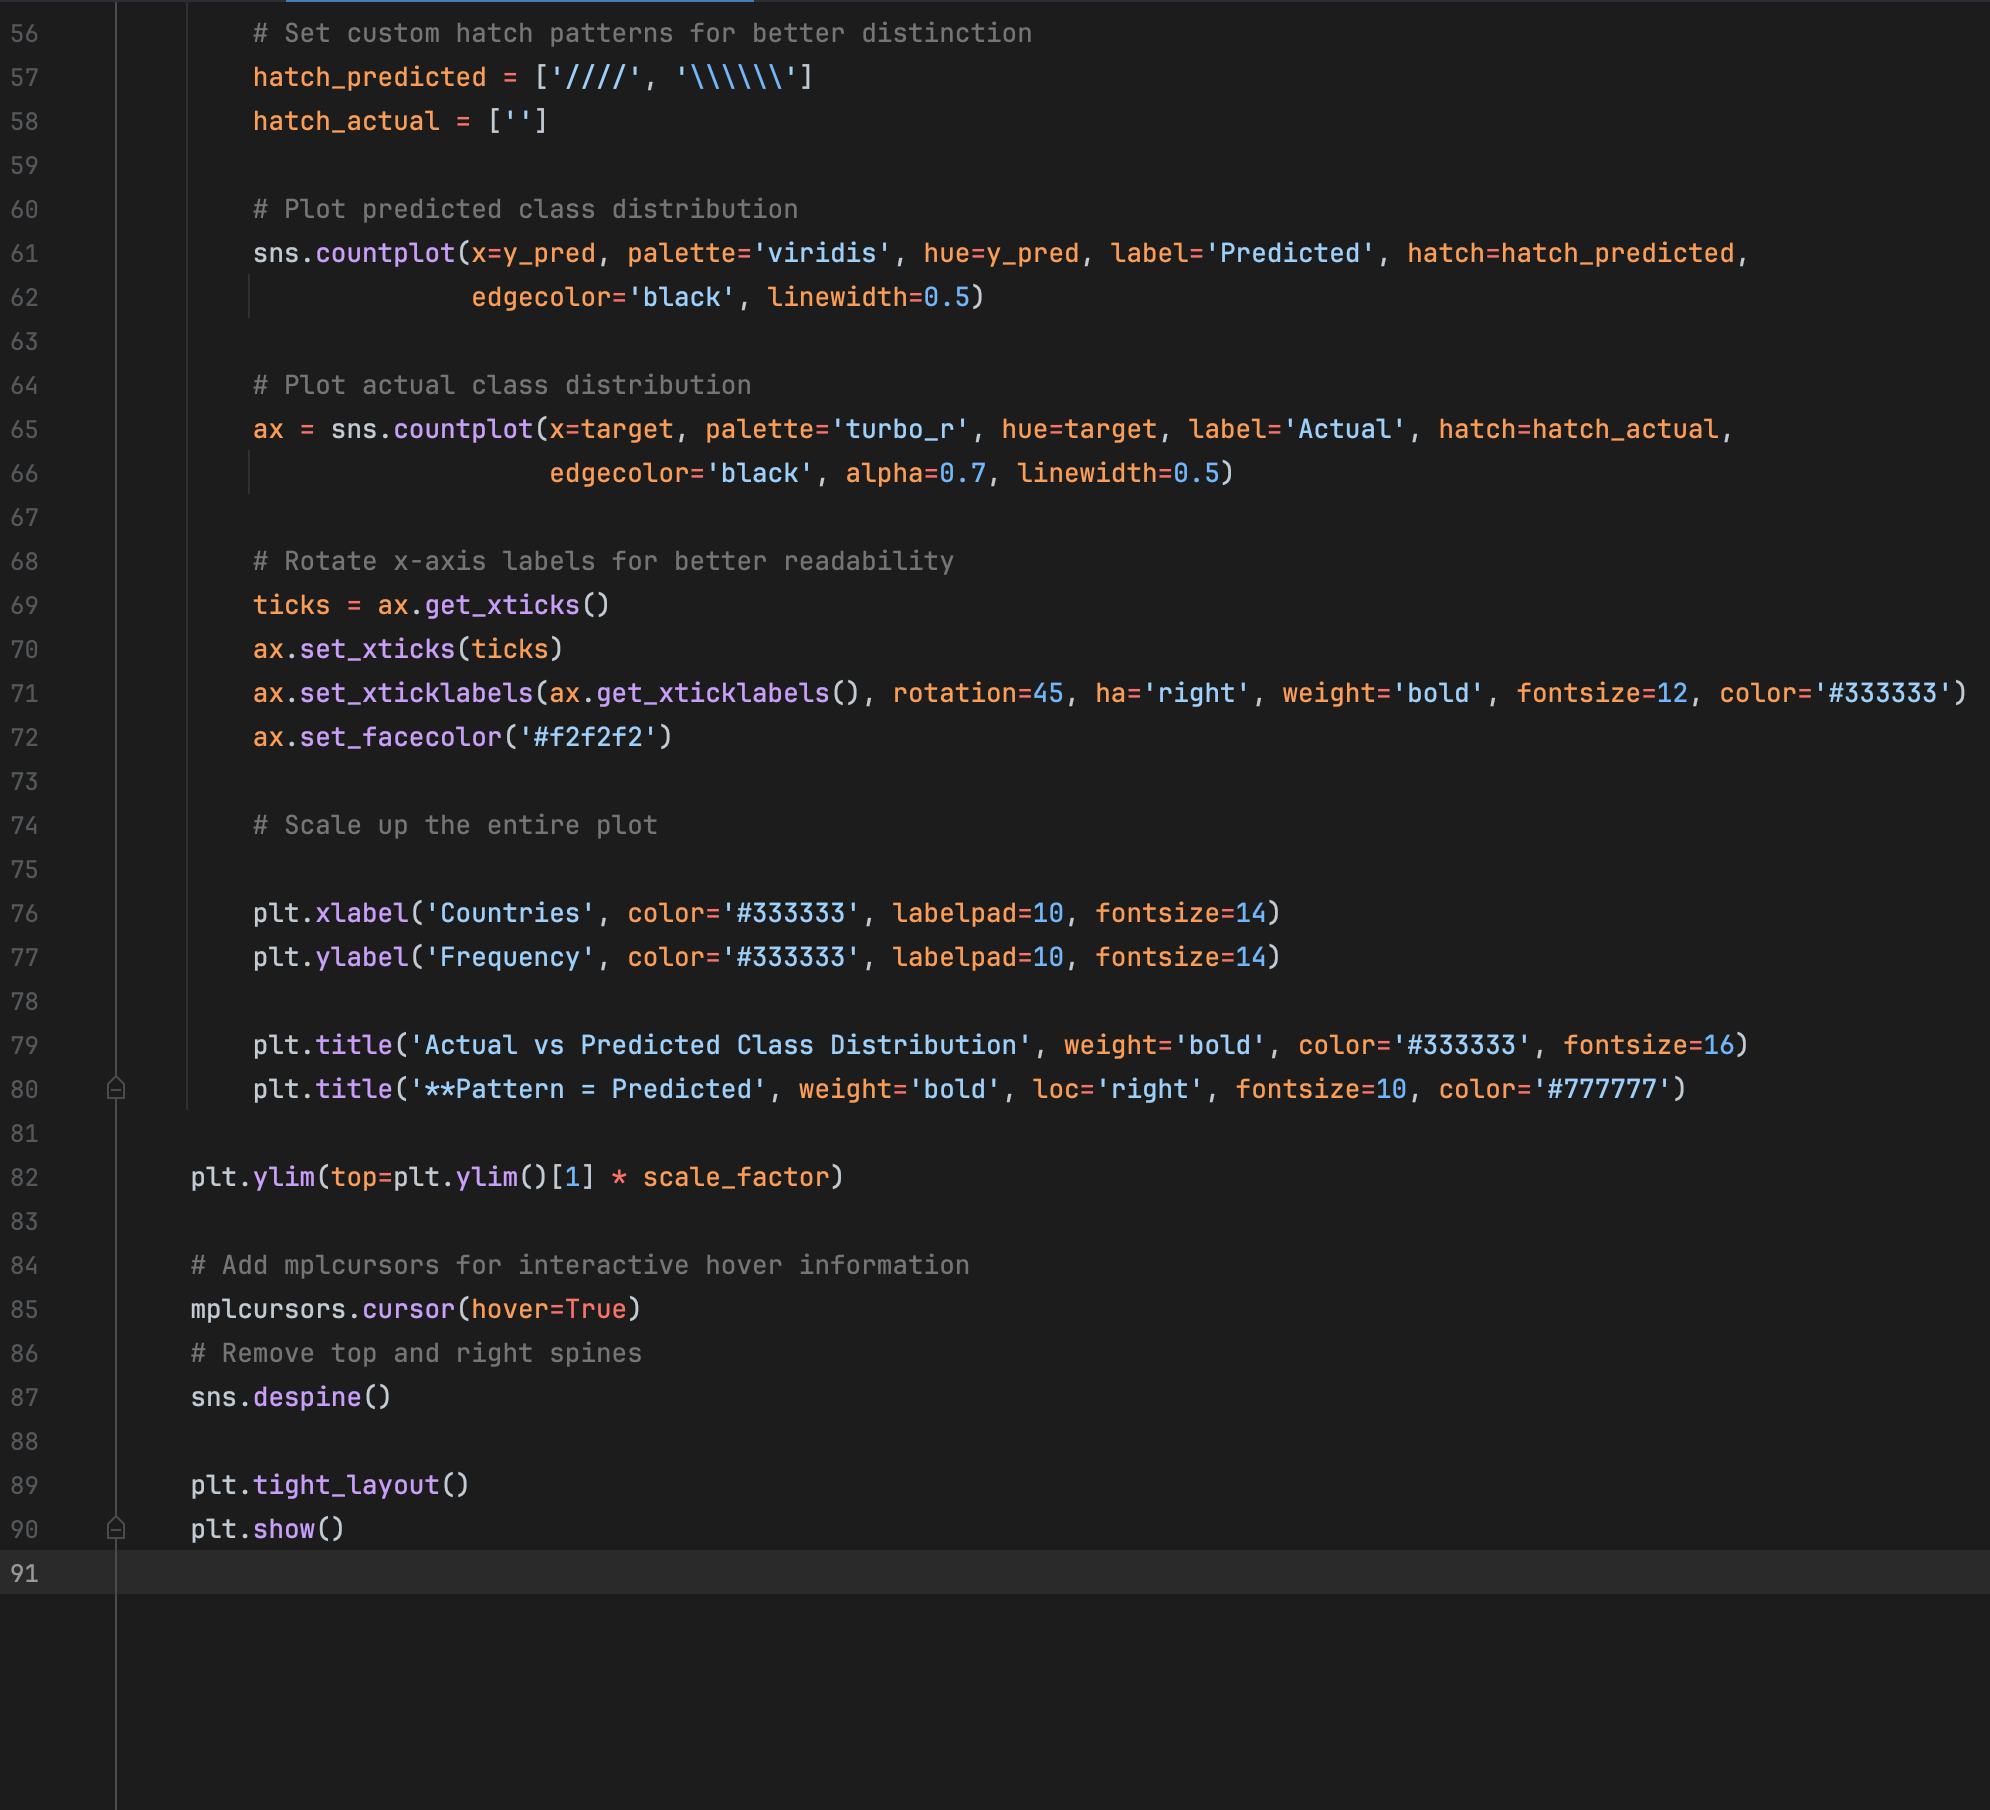 56 # Set custom hatch patterns for better distinction
57 hatch_predicted = ['////', '\\\\\\']
58 hatch_actual = ['']
59
60 # Plot predicted class distribution
61 sns.countplot(x=y_pred, palette='viridis', hue=y_pred, label='Predicted', hatch=hatch_predicted,
62 edgecolor='black', linewidth=0.5)
63
64 # Plot actual class distribution
65 ax = sns.countplot(x=target, palette='turbo_r', hue=target, label='Actual', hatch=hatch_actual,
66 edgecolor='black', alpha=0.7, linewidth=0.5)
67
68 # Rotate x-axis labels for better readability
69 ticks = ax.get_xticks()
70 ax.set_xticks(ticks)
71 ax.set_xticklabels(ax.get_xticklabels(), rotation=45, ha='right', weight='bold', fontsize=12, color='#333333')
72 ax.set_facecolor('#f2f2f2')
73
74 # Scale up the entire plot
75
76 plt.xlabel('Countries', color='#333333', labelpad=10, fontsize=14)
77 plt.ylabel('Frequency', color='#333333', labelpad=10, fontsize=14)
78
79 plt.title('Actual vs Predicted Class Distribution', weight='bold', color='#333333', fontsize=16)
80 plt.title('**Pattern = Predicted', weight='bold', loc='right', fontsize=10, color='#777777')
81
82 plt.ylim(top=plt.ylim()[1] * scale_factor)
83
84 # Add mplcursors for interactive hover information
85 mplcursors.cursor(hover=True)
86 # Remove top and right spines
87 sns.despine()
88
89 plt.tight_layout()
90 plt.show()
91